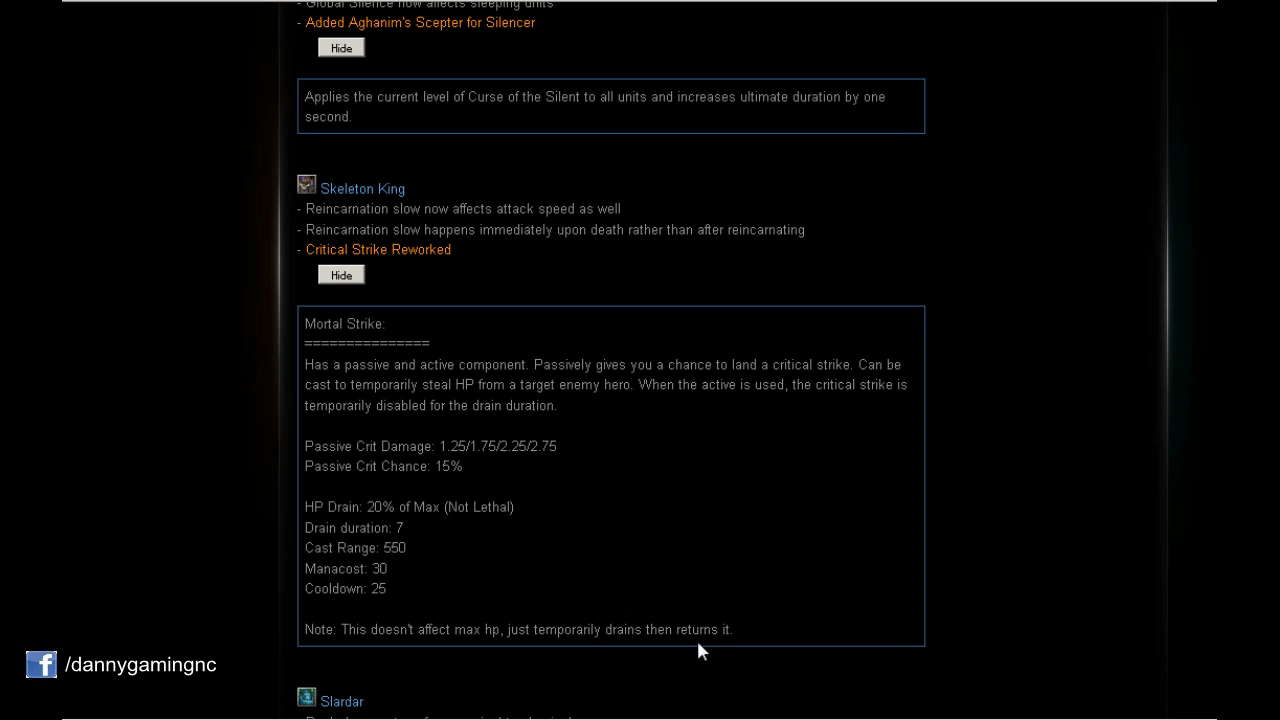 - Global Silence now affects sleeping units
- Added Aghanim's Scepter for Silencer
Hide
Applies the current level of Curse of the Silent to all units and increases ultimate duration by one
second.
Skeleton King
- Reincarnation slow now affects attack speed as well
- Reincarnation slow happens immediately upon death rather than after reincarnating
- Critical Strike Reworked
Hide
Mortal Strike:
===============
Has a passive and active component. Passively gives you a chance to land a critical strike. Can be
cast to temporarily steal HP from a target enemy hero. When the active is used, the critical strike is
temporarily disabled for the drain duration.
Passive Crit Damage: 1.25/1.75/2.25/2.75
Passive Crit Chance: 15%
HP Drain: 20% of Max (Not Lethal)
Drain duration: 7
Cast Range: 550
Manacost: 30
Cooldown: 25
Note: This doesn't affect max hp, just temporarily drains then returns it.
f /dannygamingnc
Slardar